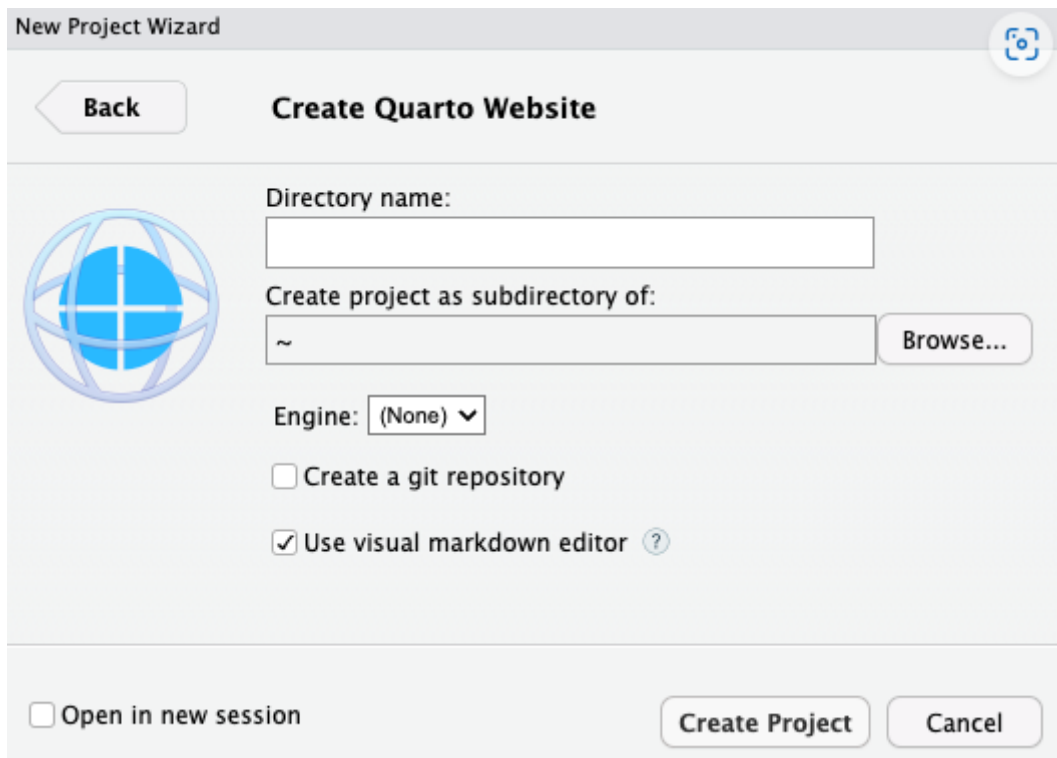 New Project Wizard
Back
Create Quarto Website
Directory name:
Create project as subdirectory of:
~
Browse...
Engine: (None)
Create a git repository
Use visual markdown editor ?
Open in new session
Create Project
Cancel